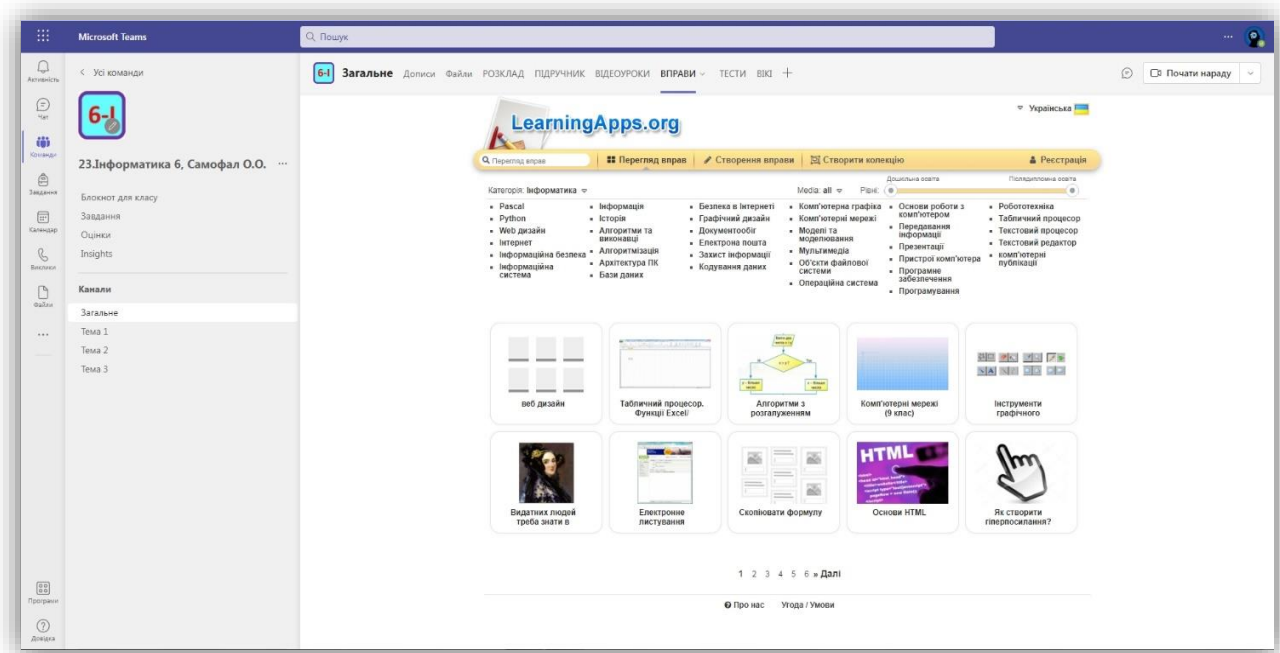 Microsoft Teams
Пошук
Активність
Чат
Команди
Завдання
Календар
Виклики
Файли
Програми
Довідка
Усі команди
6-І
23.Інформатика 6, Самофал О.О.
Блокнот для класу
Завдання
Оцінки
Insights
Канали
Загальне
Тема 1
Тема 2
Тема 3
6-І Загальне Дописи Файли РОЗКЛАД ПІДРУЧНИК ВІДЕОУРОКИ ВПРАВИ ТЕСТИ ВІКІ
Почати нараду
LearningApps.org
Українська
Перегляд вправ Перегляд вправ Створення вправи Створити колекцію Реєстрація
Категорія: Інформатика Media: all Рівні: Дошкільна освіта Післядипломна освіта
Pascal
Python
Web дизайн
Інтернет
Інформаційна безпека
Інформаційна
система
Інформація
Історія
Алгоритми та
виконавці
Алгоритмізація
Архітектура ПК
Бази даних
Безпека в Інтернеті
Графічний дизайн
Документообіг
Електрона пошта
Захист інформації
Кодування даних
Комп'ютерна графіка
Комп'ютерні мережі
Моделі та
моделювання
Мультимедіа
Об'єкти файлової
системи
Операційна система
Основи роботи з
комп'ютером
Передавання
інформації
Презентації
Пристрої комп'ютера
Програмне
забезпечення
Програмування
Робототехніка
Табличний процесор
Текстовий процесор
Текстовий редактор
комп'ютерні
публікації
веб дизайн
Табличний процесор.
Функції Excel/
Алгоритми з
розгалуженням
Комп'ютерні мережі
(9 клас)
Інструменти
графічного
Видатних людей
треба знати в
Електронне
листування
Скопіювати формулу
HTML
Основи HTML
Як створити
гіперпосилання?
1 2 3 4 5 6 » Далі
Про нас Угода / Умови